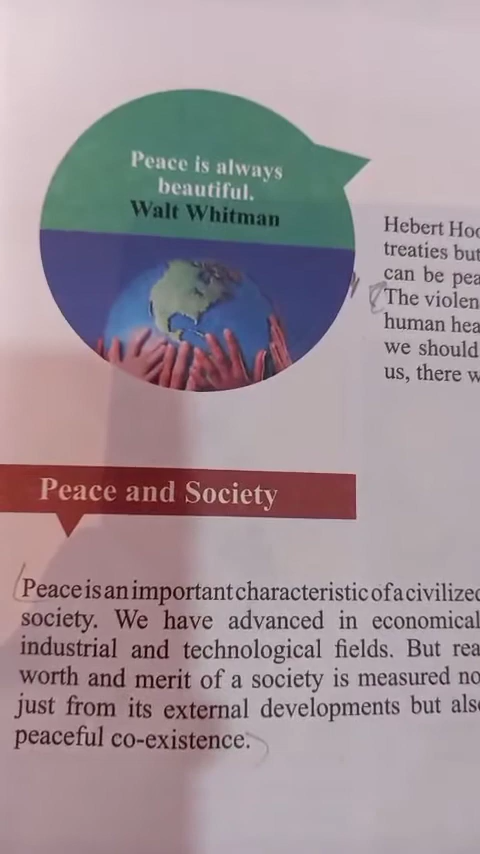 Peace is always
beautiful.
Walt Whitman
Hebert Hoo
treaties but
can be pea
The violen
human hea
we should
us, there w
Peace and Society
Peace is an important characteristic of a civilized
society. We have advanced in economical
industrial and technological fields. But rea
worth and merit of a society is measured no
just from its external developments but also
peaceful co-existence.